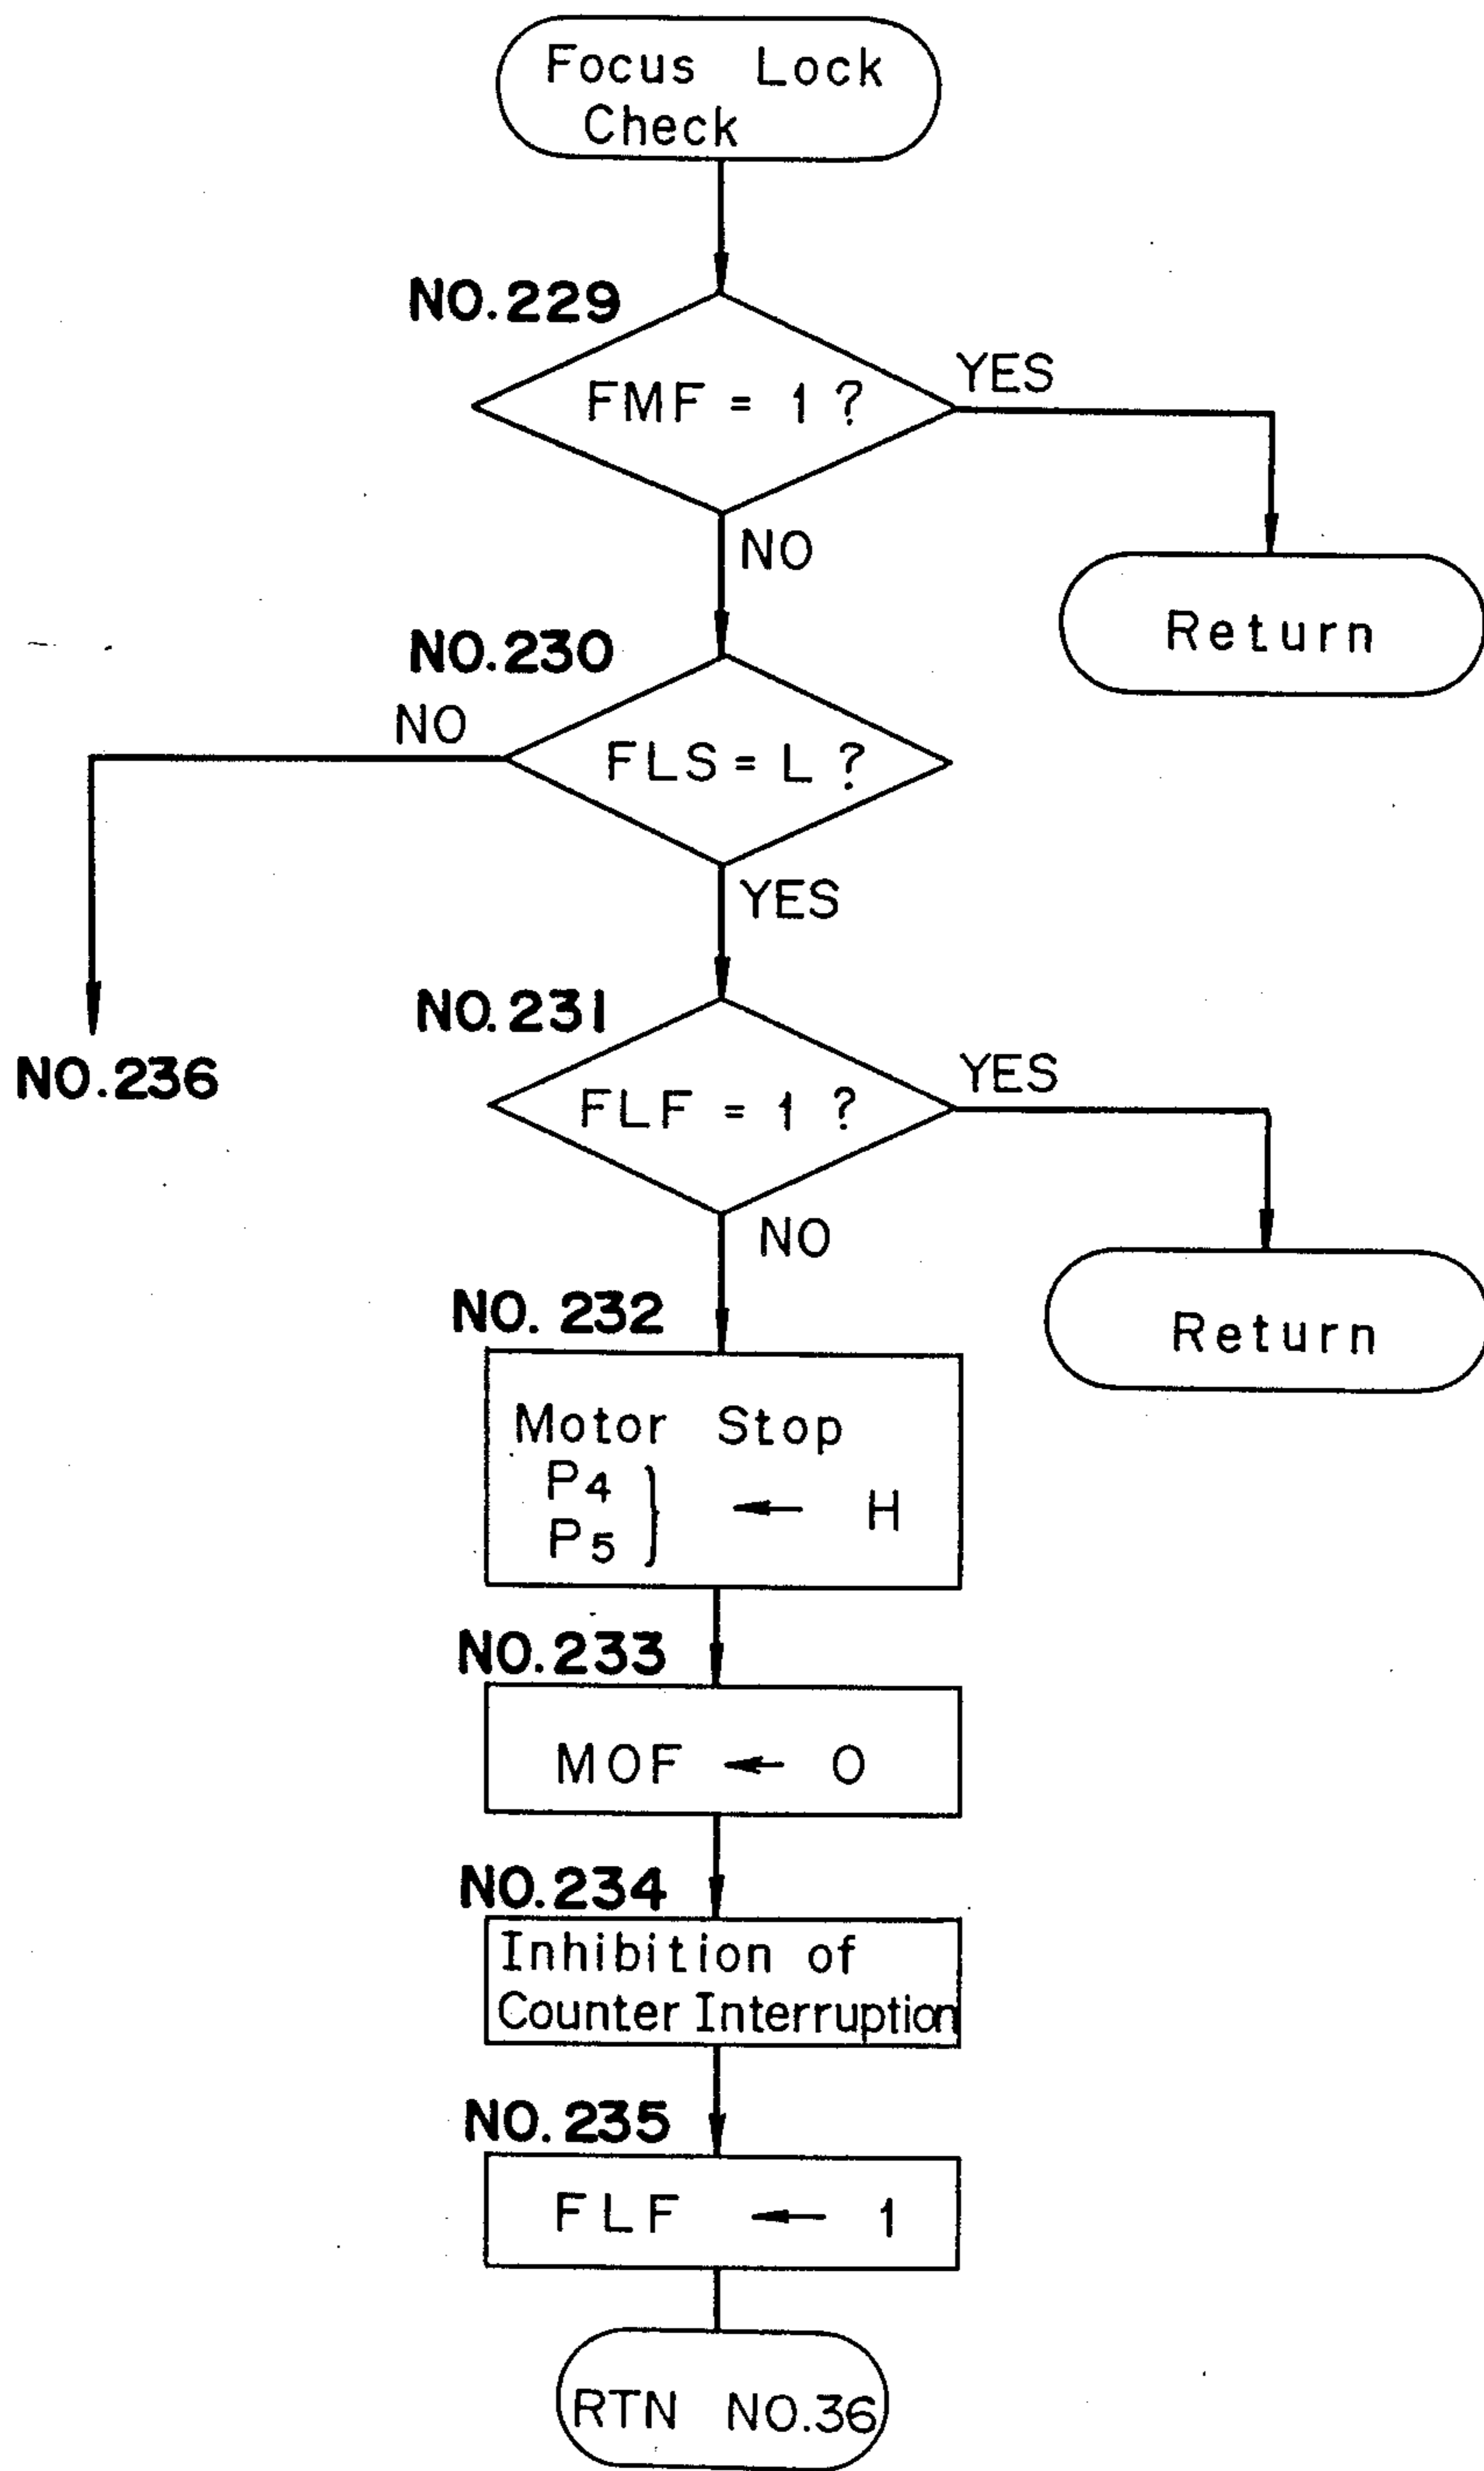 Focus Lock
Check
NO.229
FMF = 1 ?
YES
NO
Return
NO.230
NO
FLS = L ?
YES
NO.236
NO.231
FLF = 1 ?
YES
NO
Return
NO. 232
Motor Stop
P4
P5
} ← H
NO.233
MOF ← 0
NO.234
Inhibition of
Counter Interruption
NO.235
FLF ← 1
RTN NO.36